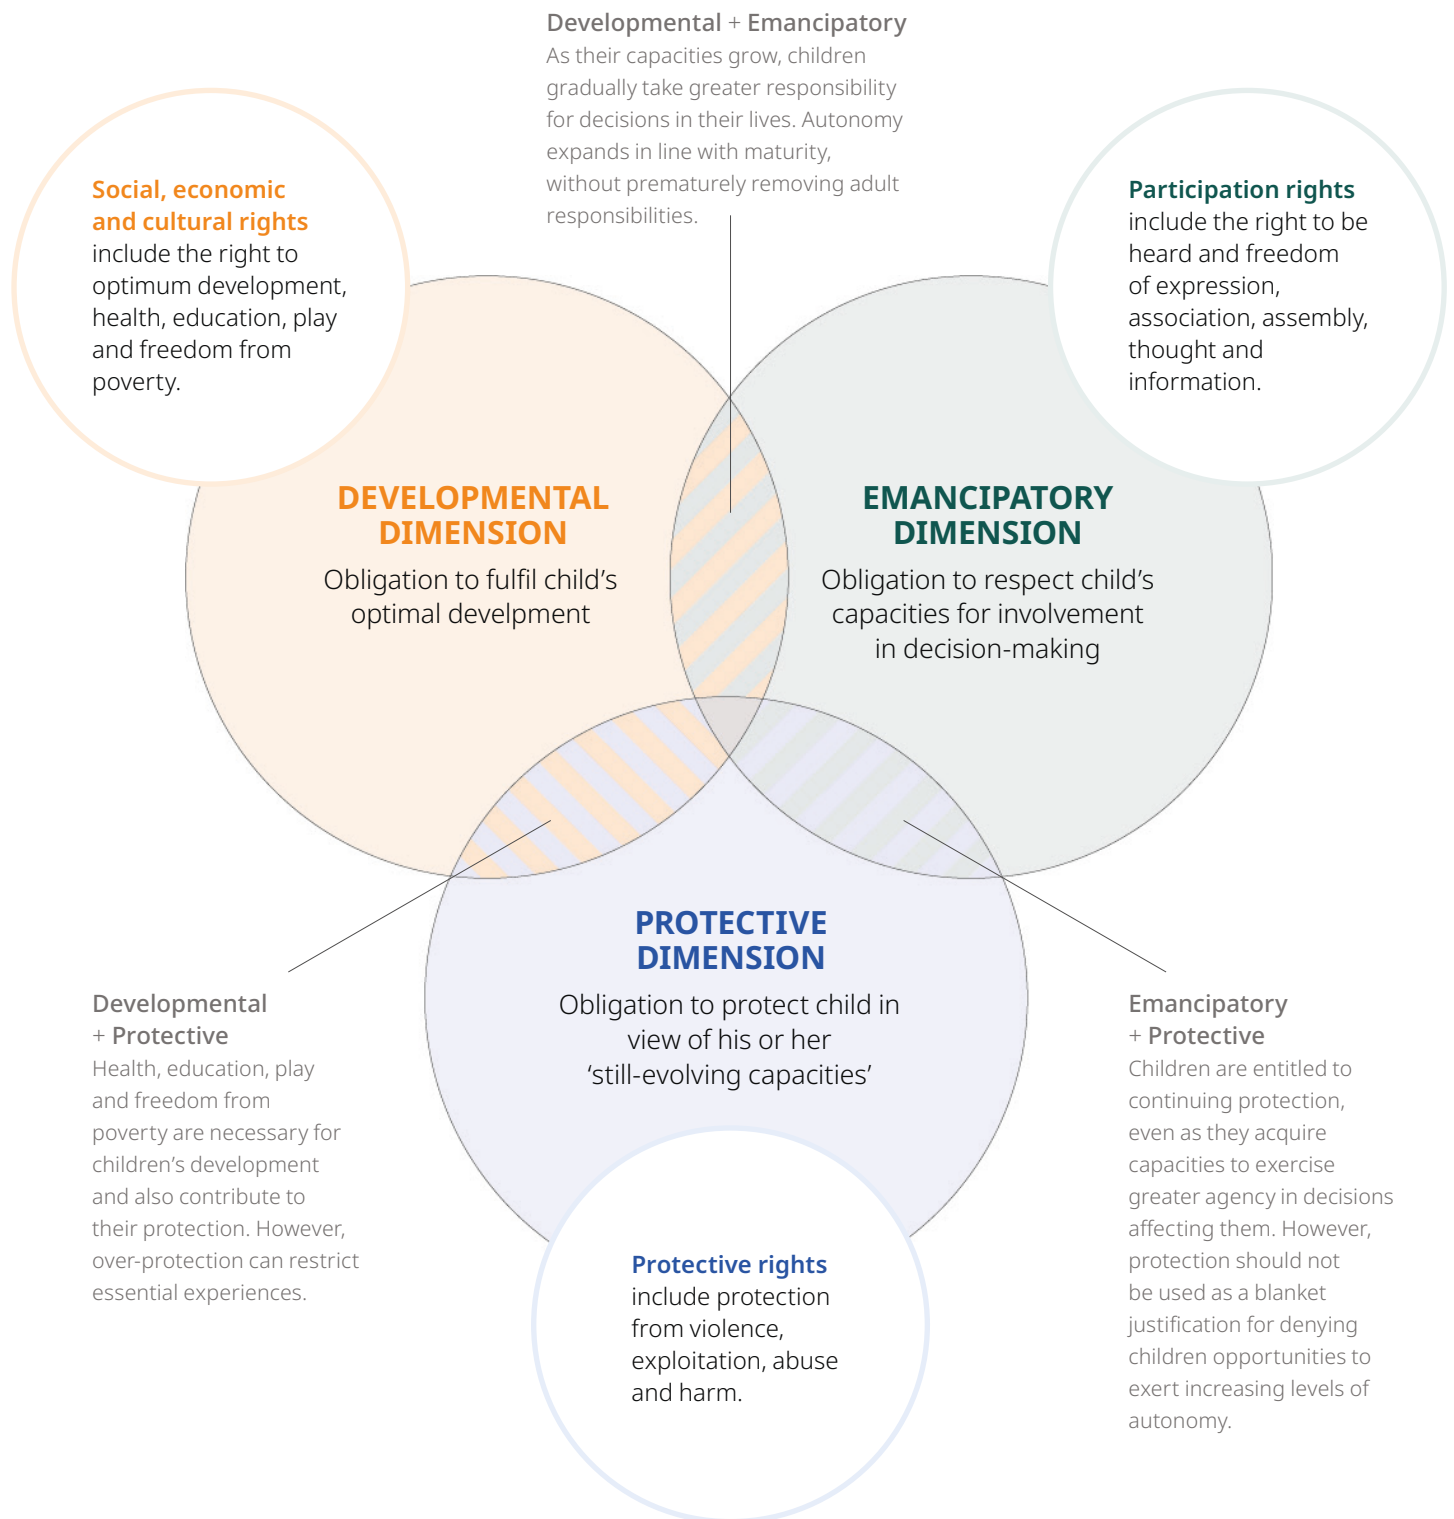 Developmental + Emancipatory
As their capacities grow, children
gradually take greater responsibility
for decisions in their lives. Autonomy
expands in line with maturity,
without prematurely removing adult
responsibilities.
Social, economic
and cultural rights
include the right to
optimum development,
health, education, play
and freedom from
poverty.
Participation rights
include the right to be
heard and freedom
of expression,
association, assembly,
thought and
information.
DEVELOPMENTAL
DIMENSION
Obligation to fulfil child’s
optimal develpment
EMANCIPATORY
DIMENSION
Obligation to respect child’s
capacities for involvement
in decision-making
PROTECTIVE
DIMENSION
Obligation to protect child in
view of his or her
‘still-evolving capacities’
Developmental
+ Protective
Health, education, play
and freedom from
poverty are necessary for
children’s development
and also contribute to
their protection. However,
over-protection can restrict
essential experiences.
Emancipatory
+ Protective
Children are entitled to
continuing protection,
even as they acquire
capacities to exercise
greater agency in decisions
affecting them. However,
protection should not
be used as a blanket
justification for denying
children opportunities to
exert increasing levels of
autonomy.
Protective rights
include protection
from violence,
exploitation, abuse
and harm.